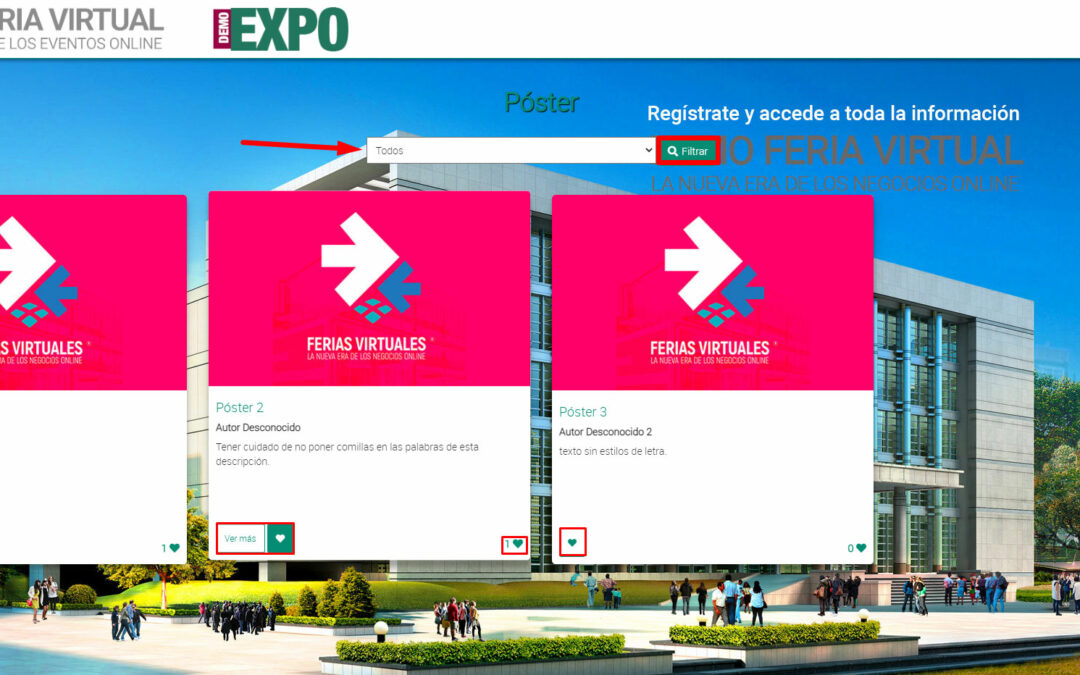 RIA VIRTUAL
E LOS EVENTOS ONLINE
DEMO
EXPO
Póster
Regístrate y accede a toda la información
Todos
Filtrar
IO FERIA VIRTUAL
LA NUEVA ERA DE LOS NEGOCIOS ONLINE
S VIRTUALES
A DE LOS NEGOCIOS ONLINE
1
FERIAS VIRTUALES
LA NUEVA ERA DE LOS NEGOCIOS ONLINE
Póster 2
Autor Desconocido
Tener cuidado de no poner comillas en las palabras de esta
descripción.
Ver más
1
FERIAS VIRTUALES
LA NUEVA ERA DE LOS NEGOCIOS ONLINE
Póster 3
Autor Desconocido 2
texto sin estilos de letra.
0